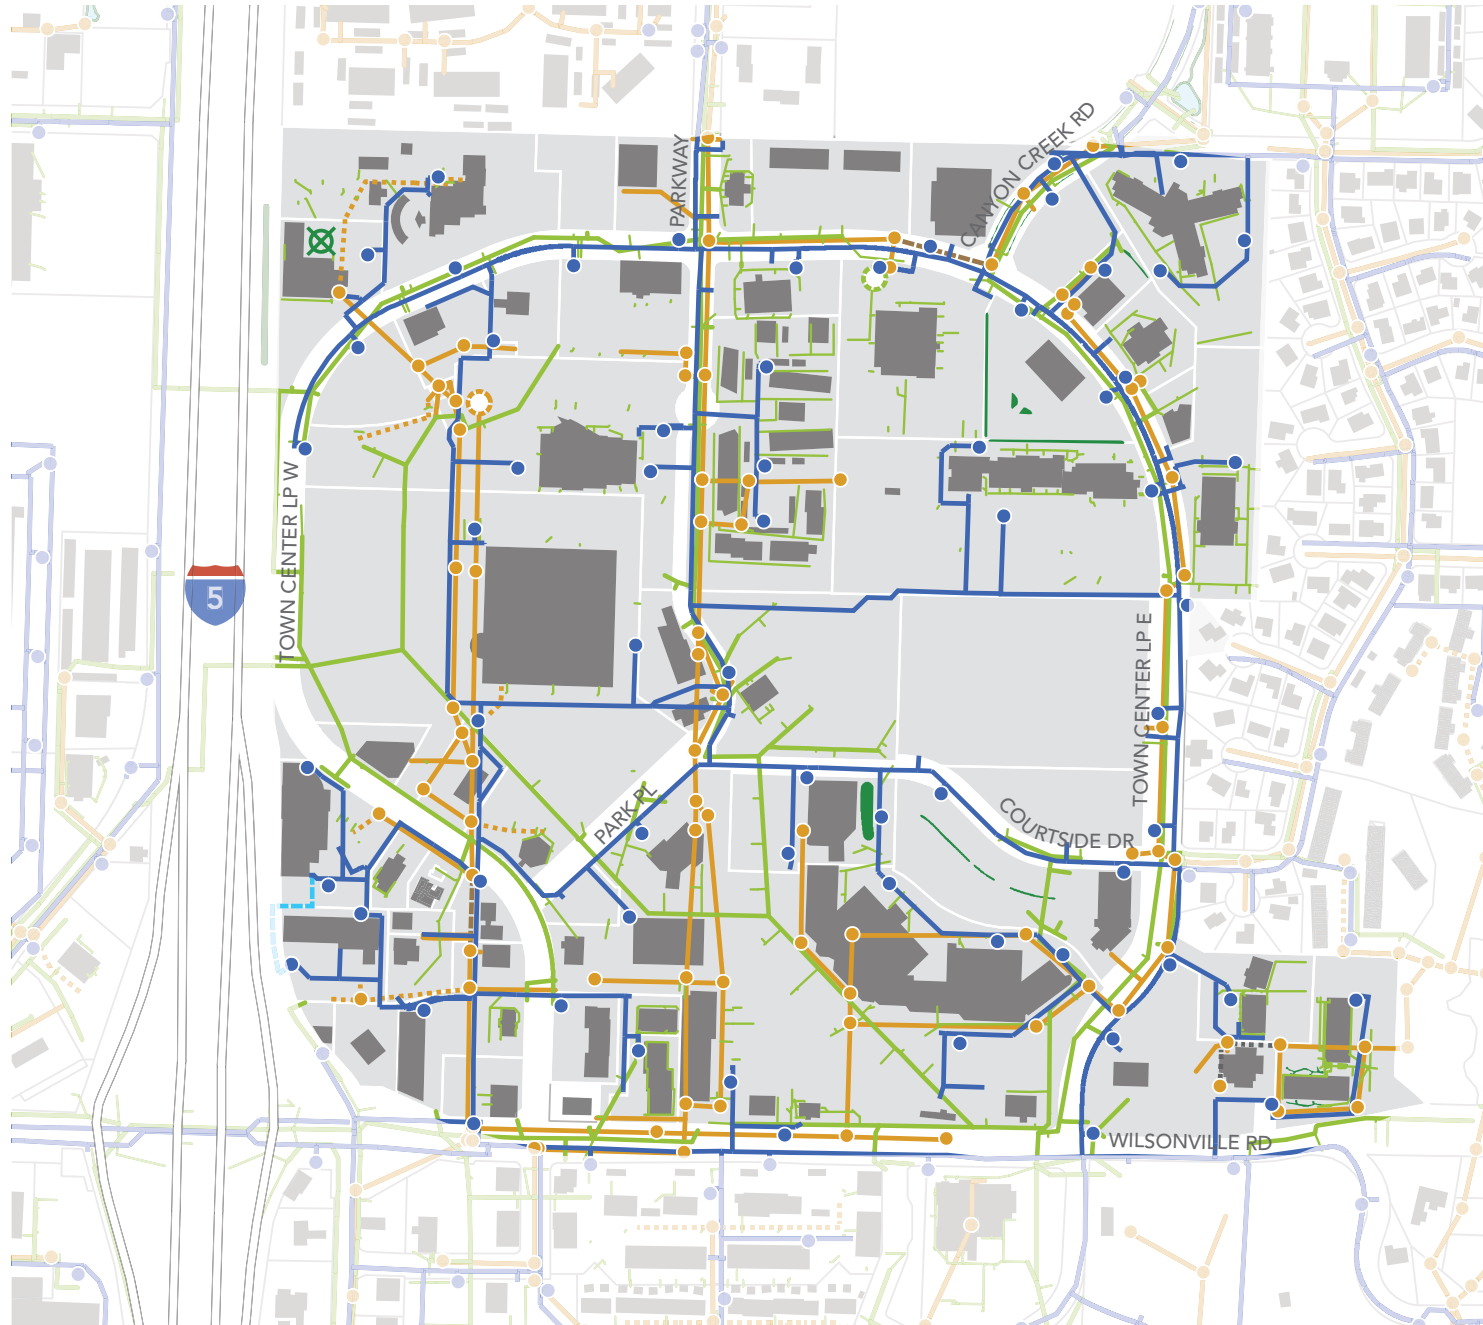 CANYON CREEK RD
PARKWAY
TOWN CENTER LP W
5
TOWN CENTER LP E
PARK PL
COURTSIDE DR
WILSONVILLE RD